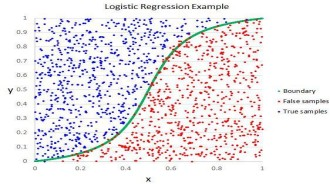 Logistic Regression Example
1
0.9
0.8
0.7
0.6
0.5
0.4
0.3
0.2
0.1
0
y
0
0.2
0.4
0.6
0.8
1
x
Boundary
False samples
True samples